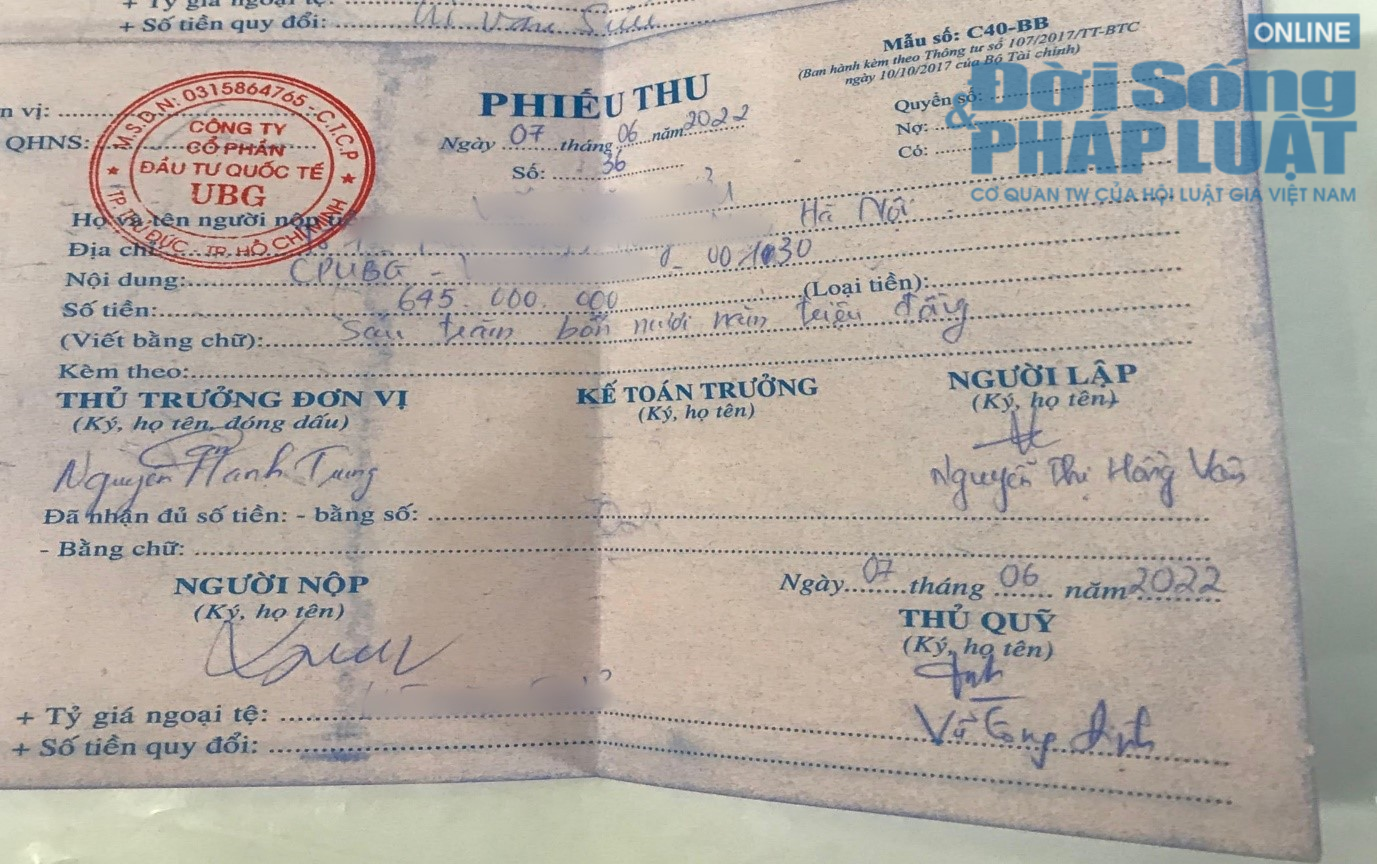 + Tỷ giá ngoại tệ:
+ Số tiền quy đổi:
ONLINE
Đời Sống
& PHÁP LUẬT
CƠ QUAN TW CỦA HỘI LUẬT GIA VIỆT NAM
Mẫu số: C40-BB
(Ban hành kèm theo Thông tư số 107/2017/TT-BTC
ngày 10/10/2017 của Bộ Tài chính)
n vị:
QHNS:
M.S.D.N: 0315864765 - C.T.C.P
CÔNG TY
CỔ PHẦN
ĐẦU TƯ QUỐC TẾ
UBG
TP. THỦ ĐỨC - TP. HỒ CHÍ MINH
PHIẾU THU
Ngày 07 tháng 06 năm 2022
Số: 36
Quyển số:
Nợ:
Có:
Họ và tên người nộp
Địa chỉ: Hà Nội
Nội dung: CPUBG - 001030
Số tiền: 645.000.000 (Loại tiền):
(Viết bằng chữ): Sáu trăm bốn mươi năm triệu đồng
Kèm theo:
THỦ TRƯỞNG ĐƠN VỊ KẾ TOÁN TRƯỞNG NGƯỜI LẬP
(Ký, họ tên, đóng dấu) (Ký, họ tên) (Ký, họ tên)
Nguyễn Thanh Tùng Nguyễn Thị Hồng Vân
Đã nhận đủ số tiền: - bằng số:
- Bằng chữ:
Ngày 07 tháng 06 năm 2022
NGƯỜI NỘP THỦ QUỸ
(Ký, họ tên) (Ký, họ tên)
Vũ Công Định
+ Tỷ giá ngoại tệ:
+ Số tiền quy đổi: